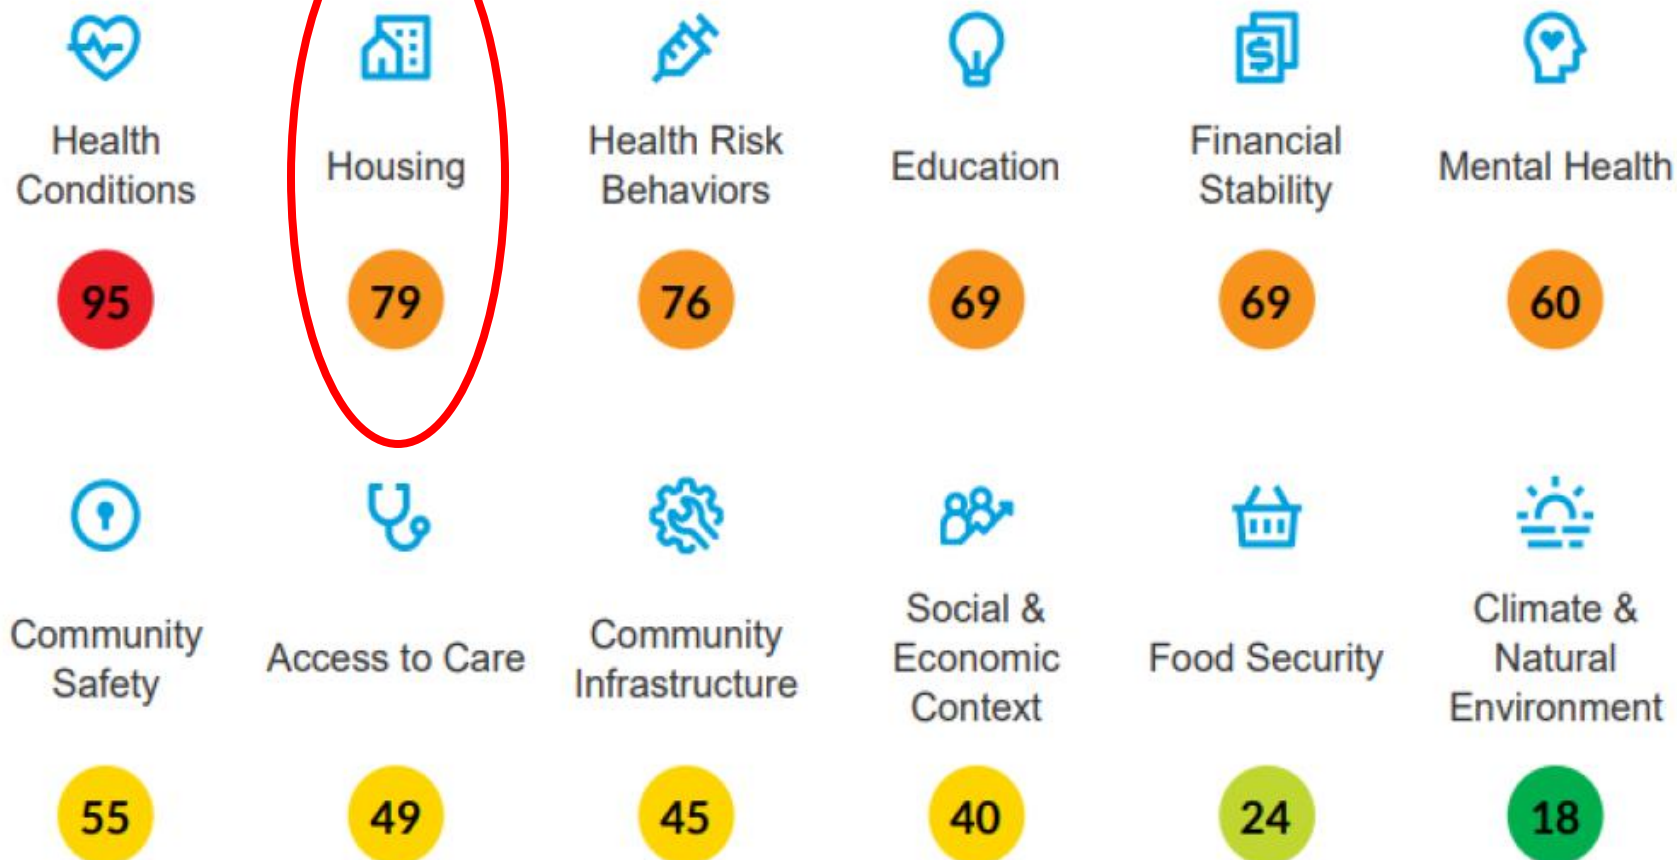 Health
Conditions
Housing
Health Risk
Behaviors
Education
Financial
Stability
Mental Health
95
79
76
69
69
60
Community
Safety
Access to Care
Community
Infrastructure
Social &
Economic
Context
Food Security
Climate &
Natural
Environment
55
49
45
40
24
18